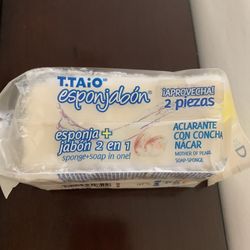 T.TAiO®
esponjabón®
¡APROVECHA!
2 piezas
esponja +
jabón 2 en 1
sponge+soap in one!
ACLARANTE
CON CONCHA
NÁCAR
MOTHER OF PEARL
SOAP-SPONGE